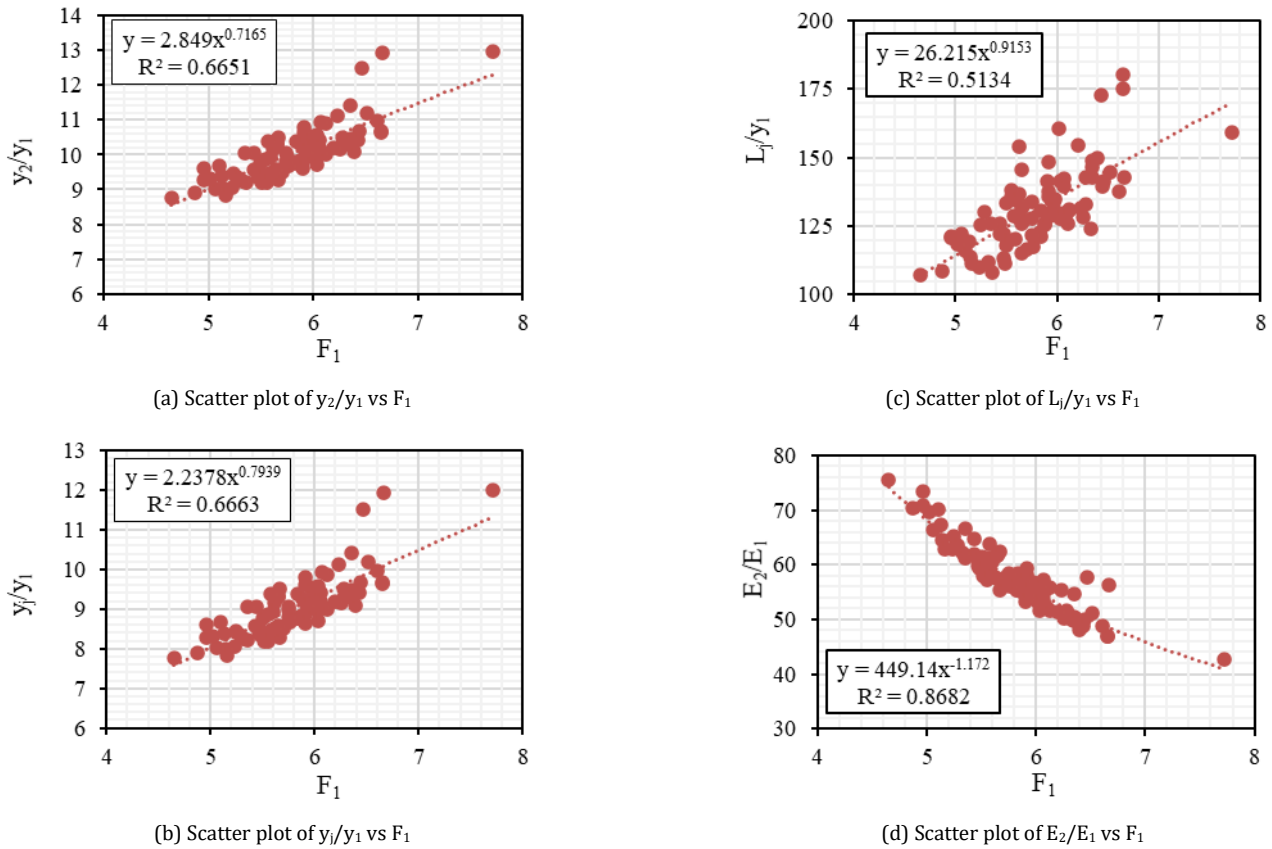 14
13
12
11
10
9
8
7
6
y₂/y₁
y = 2.849x^0.7165
R² = 0.6651
4 5 6 7 8
F₁
(a) Scatter plot of y₂/y₁ vs F₁
200
175
150
125
100
Lⱼ/y₁
y = 26.215x^0.9153
R² = 0.5134
4 5 6 7 8
F₁
(c) Scatter plot of Lⱼ/y₁ vs F₁
13
12
11
10
9
8
7
6
yⱼ/y₁
y = 2.2378x^0.7939
R² = 0.6663
4 5 6 7 8
F₁
(b) Scatter plot of yⱼ/y₁ vs F₁
80
70
60
50
40
30
E₂/E₁
y = 449.14x^-1.172
R² = 0.8682
4 5 6 7 8
F₁
(d) Scatter plot of E₂/E₁ vs F₁